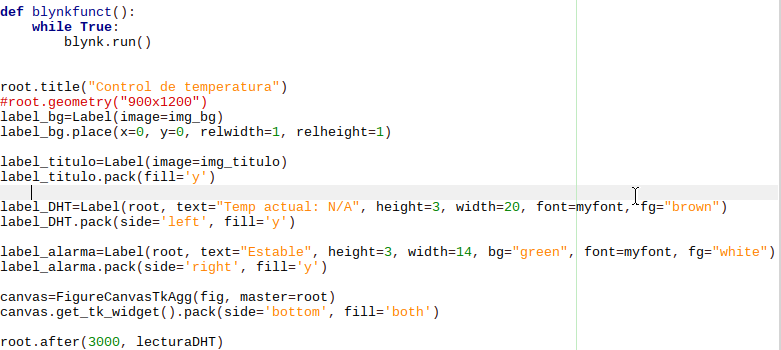 def blynkfunct():
    while True:
        blynk.run()
root.title("Control de temperatura")
#root.geometry("900x1200")
label_bg=Label(image=img_bg)
label_bg.place(x=0, y=0, relwidth=1, relheight=1)
label_titulo=Label(image=img_titulo)
label_titulo.pack(fill='y')
label_DHT=Label(root, text="Temp actual: N/A", height=3, width=20, font=myfont, fg="brown")
label_DHT.pack(side='left', fill='y')
label_alarma=Label(root, text="Estable", height=3, width=14, bg="green", font=myfont, fg="white")
label_alarma.pack(side='right', fill='y')
canvas=FigureCanvasTkAgg(fig, master=root)
canvas.get_tk_widget().pack(side='bottom', fill='both')
root.after(3000, lecturaDHT)